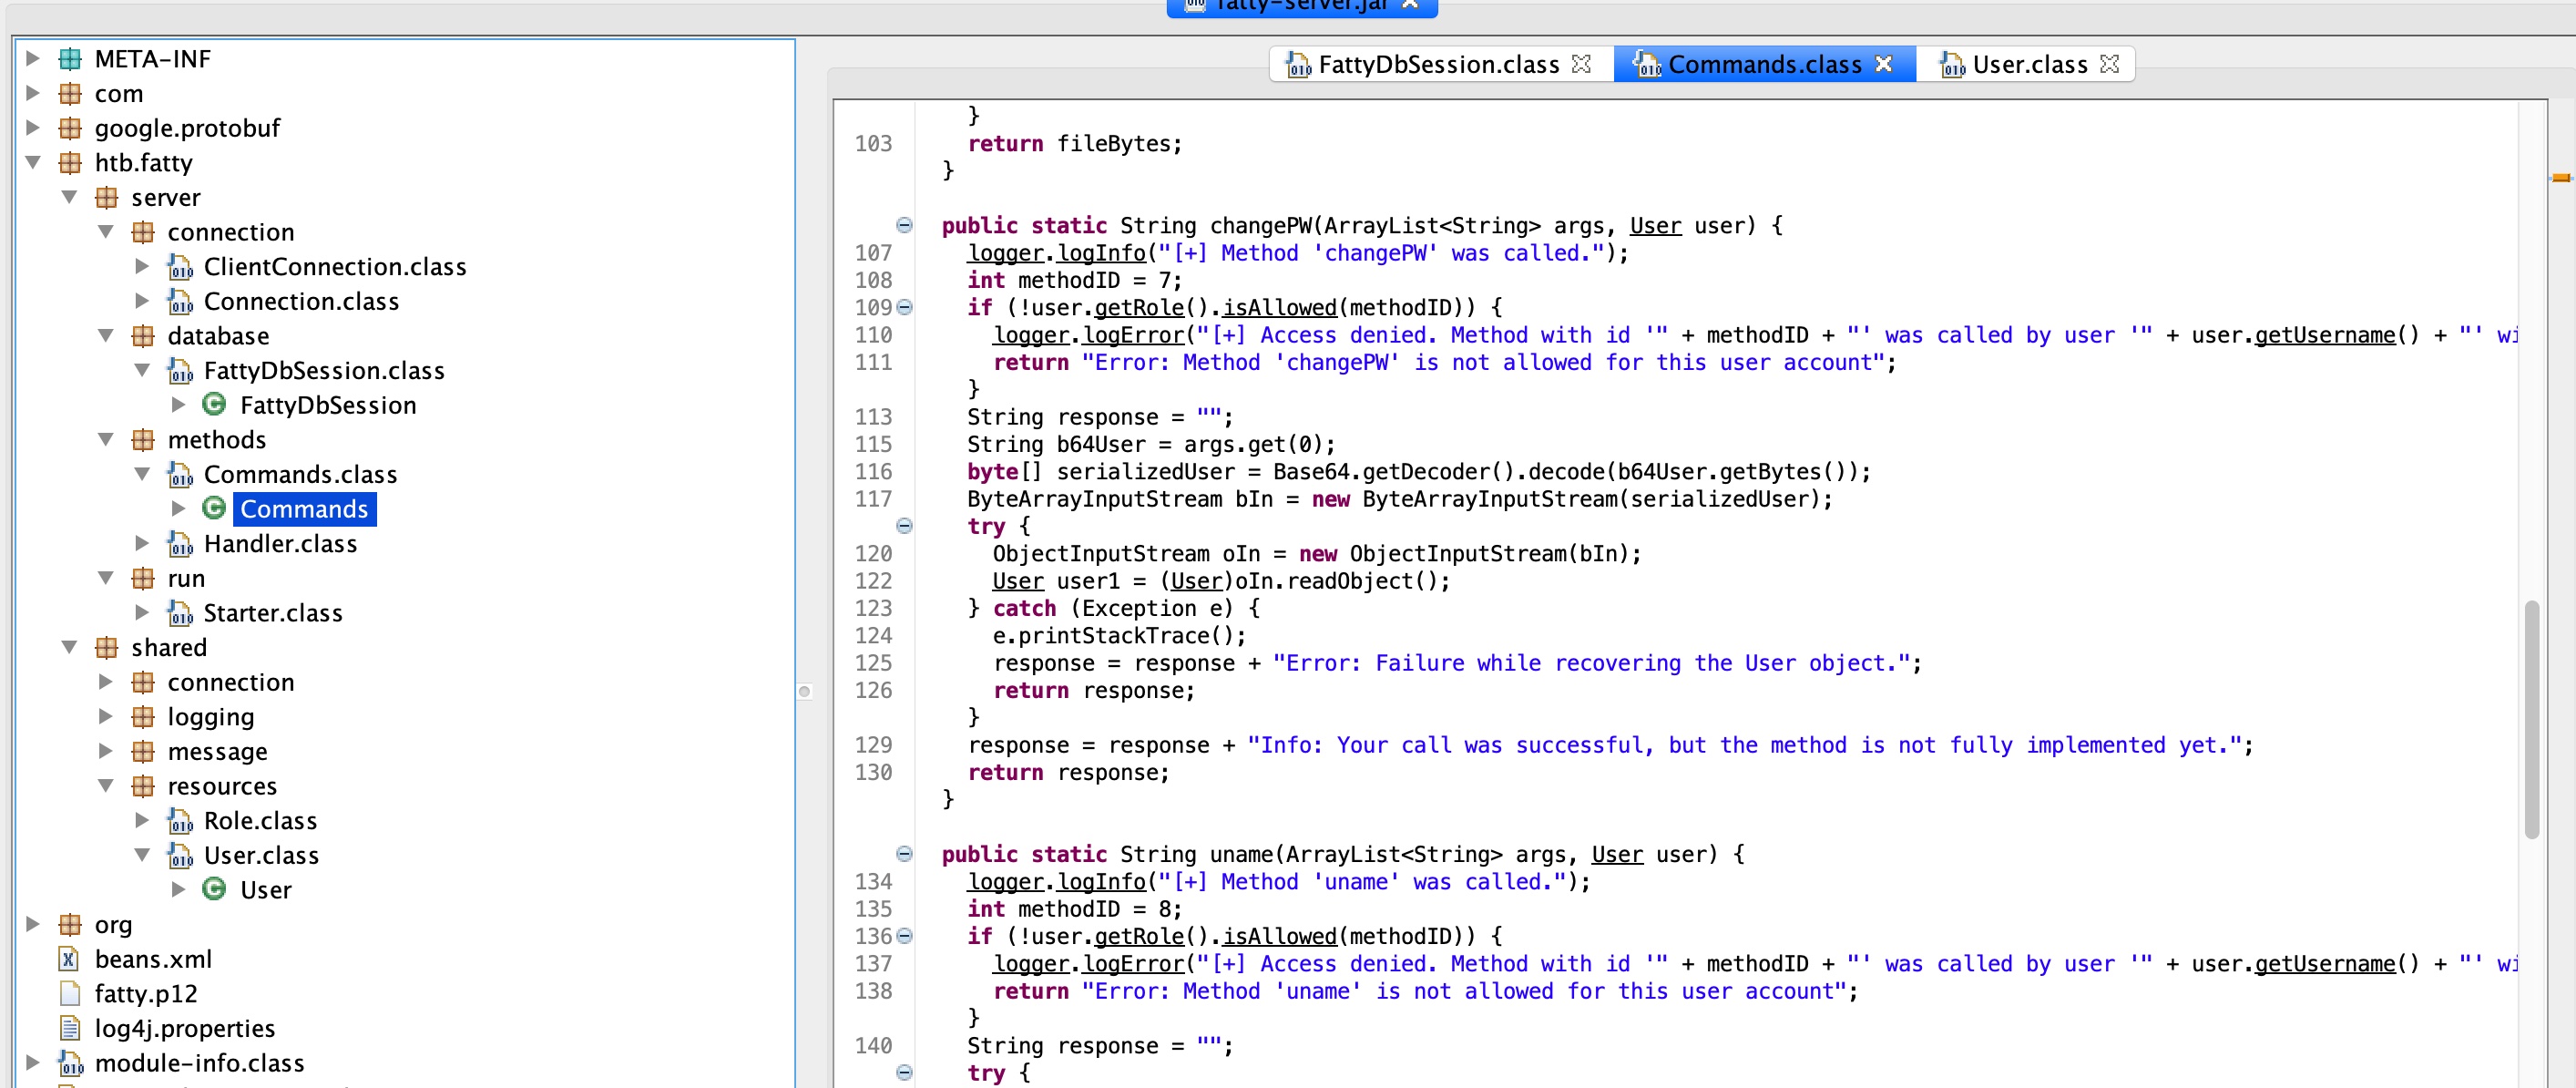 fatty-server.jar
META-INF
com
google.protobuf
htb.fatty
server
connection
ClientConnection.class
Connection.class
database
FattyDbSession.class
FattyDbSession
methods
Commands.class
Commands
Handler.class
run
Starter.class
shared
connection
logging
message
resources
Role.class
User.class
User
org
beans.xml
fatty.p12
log4j.properties
module-info.class
FattyDbSession.class Commands.class User.class
}
103 return fileBytes;
}
public static String changePW(ArrayList<String> args, User user) {
107 logger.logInfo("[+] Method 'changePW' was called.");
108 int methodID = 7;
109 if (!user.getRole().isAllowed(methodID)) {
110 logger.logError("[+] Access denied. Method with id '" + methodID + "' was called by user '" + user.getUsername() + "' wi
111 return "Error: Method 'changePW' is not allowed for this user account";
}
113 String response = "";
115 String b64User = args.get(0);
116 byte[] serializedUser = Base64.getDecoder().decode(b64User.getBytes());
117 ByteArrayInputStream bIn = new ByteArrayInputStream(serializedUser);
try {
120 ObjectInputStream oIn = new ObjectInputStream(bIn);
122 User user1 = (User)oIn.readObject();
123 } catch (Exception e) {
124 e.printStackTrace();
125 response = response + "Error: Failure while recovering the User object.";
126 return response;
}
129 response = response + "Info: Your call was successful, but the method is not fully implemented yet.";
130 return response;
}
public static String uname(ArrayList<String> args, User user) {
134 logger.logInfo("[+] Method 'uname' was called.");
135 int methodID = 8;
136 if (!user.getRole().isAllowed(methodID)) {
137 logger.logError("[+] Access denied. Method with id '" + methodID + "' was called by user '" + user.getUsername() + "' wi
138 return "Error: Method 'uname' is not allowed for this user account";
}
140 String response = "";
try {